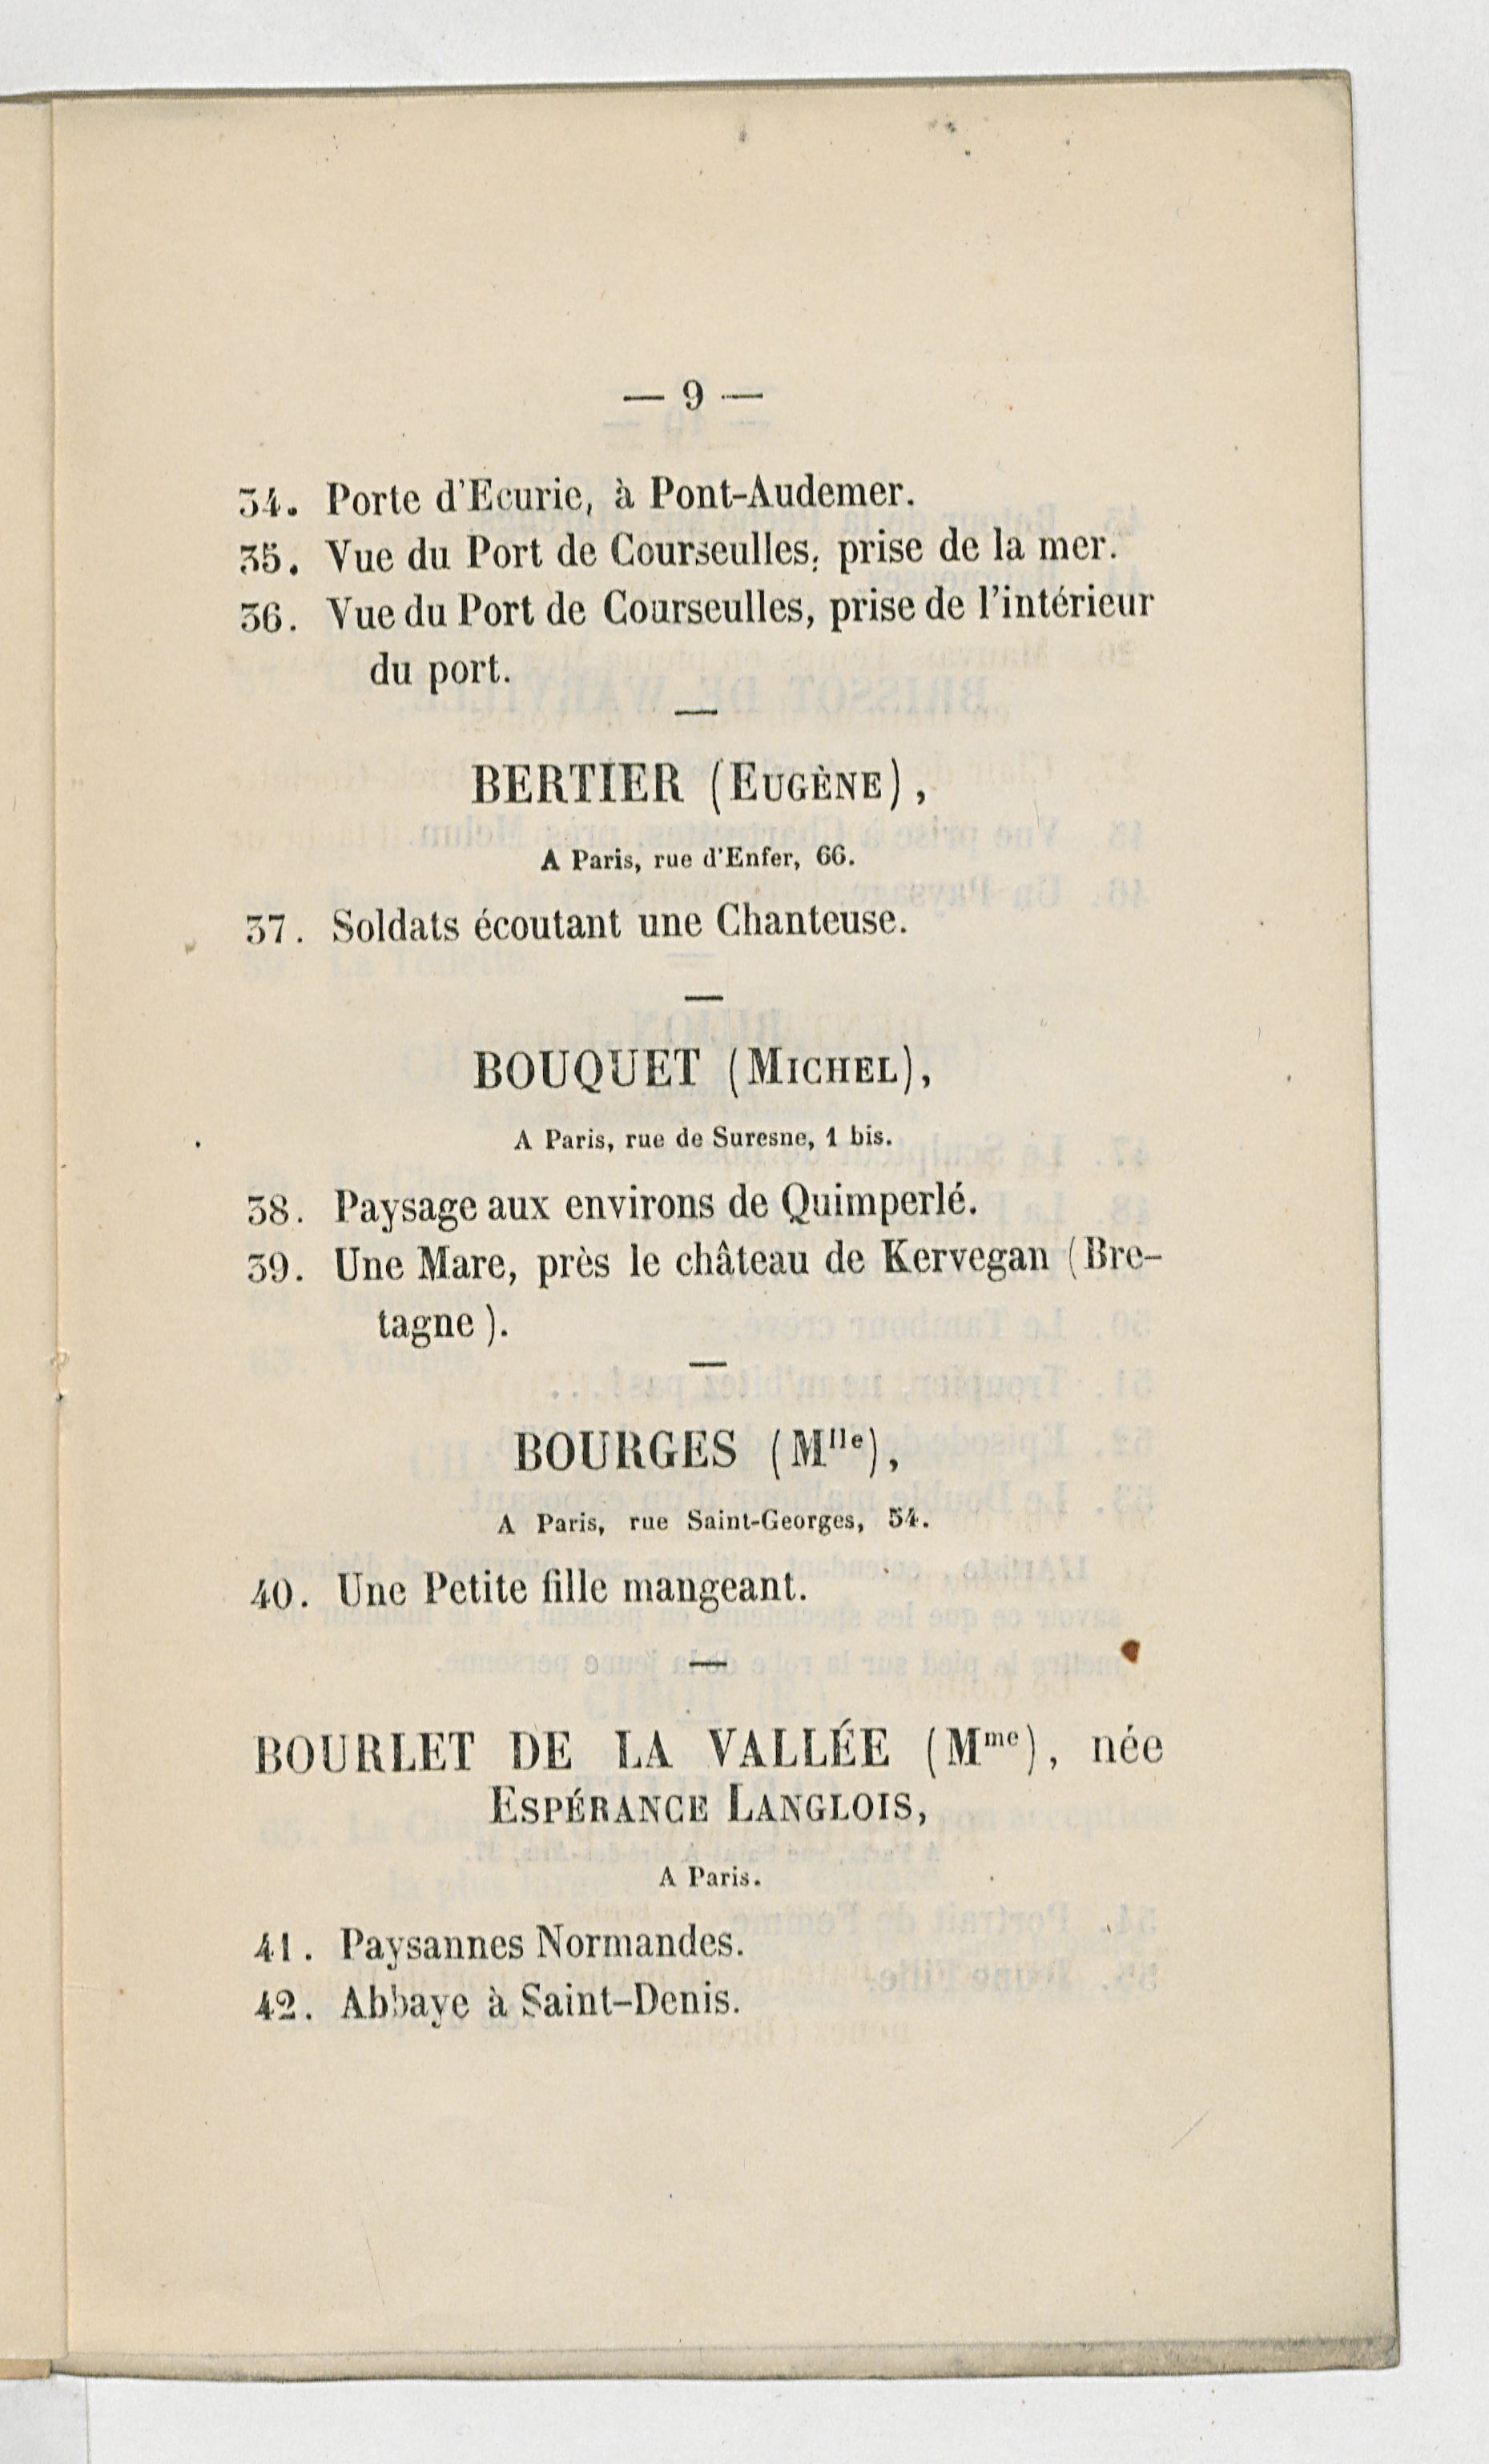 — 9 —
34. Porte d'Ecurie, à Pont-Audemer.
35. Vue du Port de Courseulles, prise de la mer.
36. Vue du Port de Courseulles, prise de l'intérieur
du port.
—
BERTIER (EUGÈNE),
A Paris, rue d'Enfer, 66.
37. Soldats écoutant une Chanteuse.
—
BOUQUET (MICHEL),
A Paris, rue de Suresne, 1 bis.
38. Paysage aux environs de Quimperlé.
39. Une Mare, près le château de Kervegan (Bre-
tagne).
—
BOURGES (Mlle),
A Paris, rue Saint-Georges, 54.
40. Une Petite fille mangeant.
—
BOURLET DE LA VALLÉE (Mme), née
ESPÉRANCE LANGLOIS,
A Paris.
41. Paysannes Normandes.
42. Abbaye à Saint-Denis.